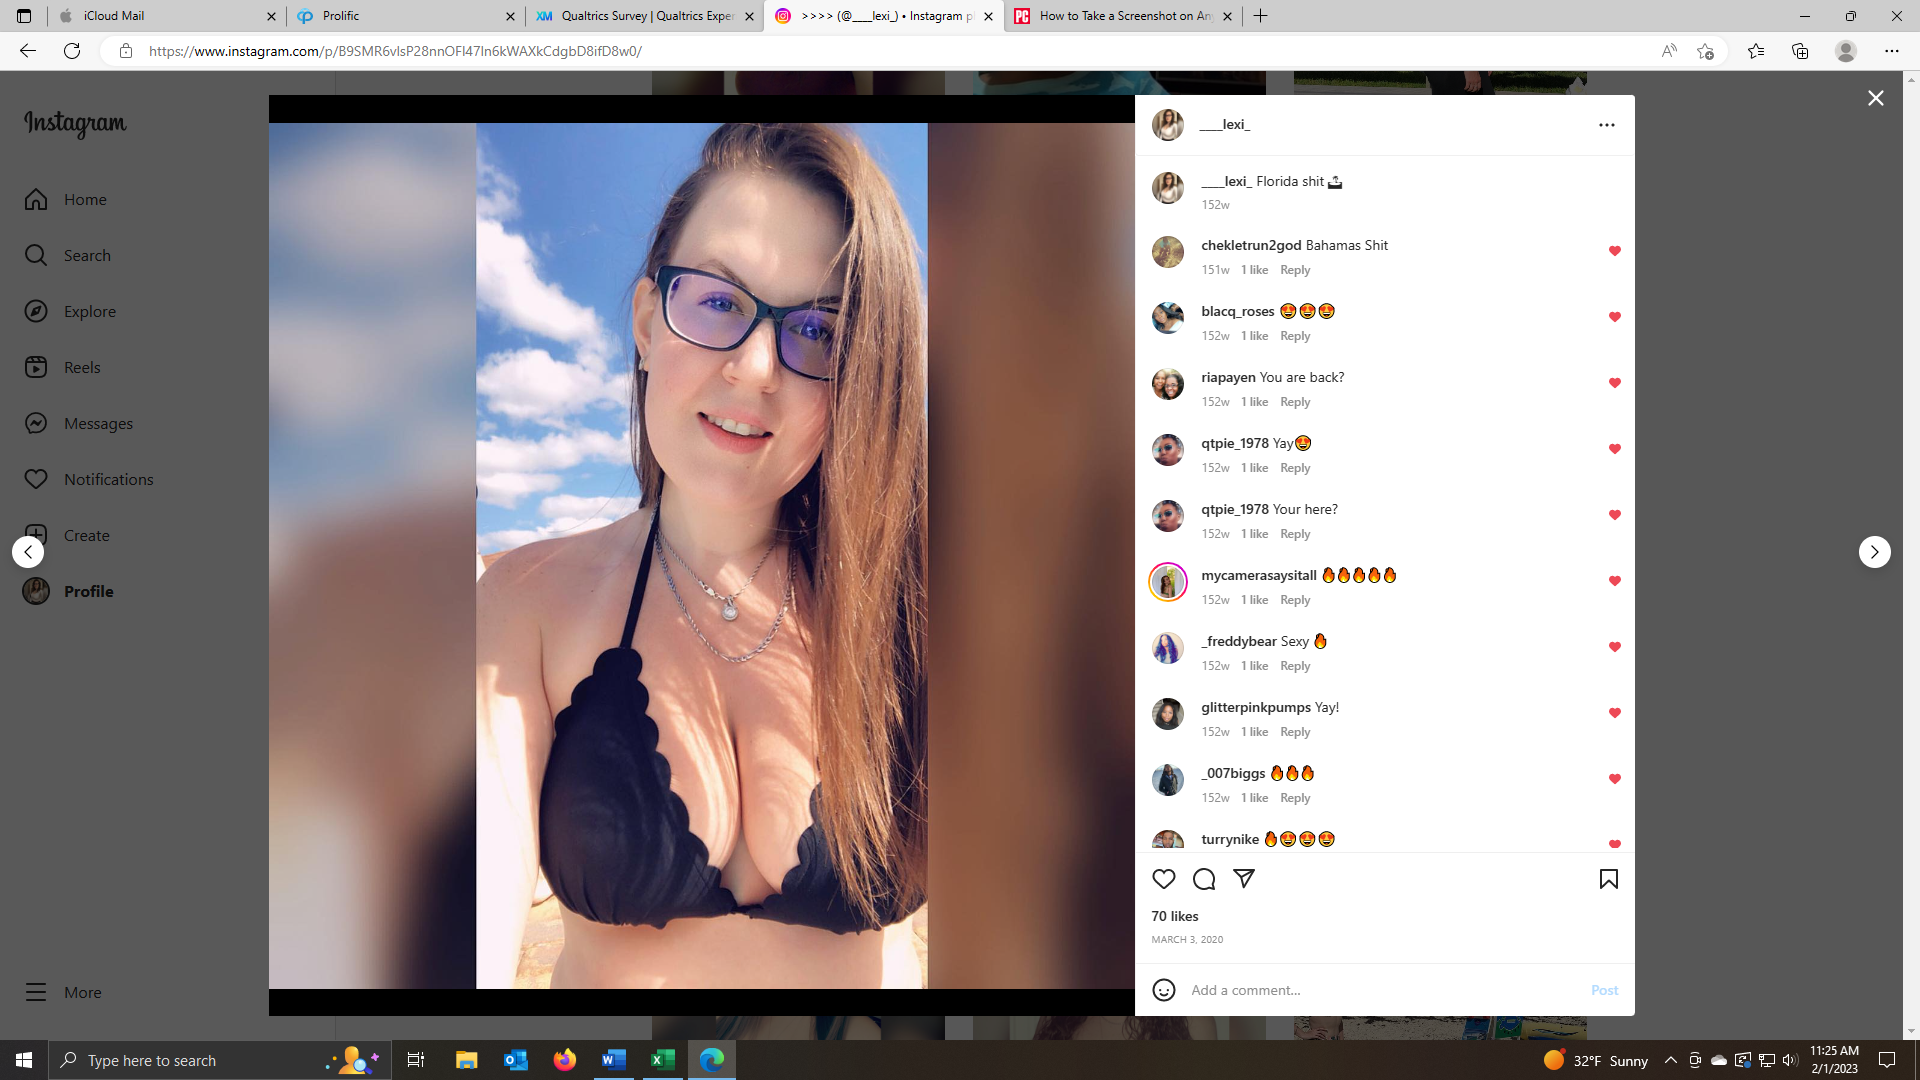 iCloud Mail
Prolific
Qualtrics Survey | Qualtrics Exper
>>>> (@____lexi_) • Instagram p
How to Take a Screenshot on An
https://www.instagram.com/p/B9SMR6vlsP28nnOFI47In6kWAXkCdgbD8ifD8w0/
Instagram
Home
Search
Explore
Reels
Messages
Notifications
Create
Profile
More
____lexi_
____lexi_ Florida shit 🏝
152w
chekletrun2god Bahamas Shit
151w 1 like Reply
blacq_roses 😍😍😍
152w 1 like Reply
riapayen You are back?
152w 1 like Reply
qtpie_1978 Yay😍
152w 1 like Reply
qtpie_1978 Your here?
152w 1 like Reply
mycamerasaysitall 🔥🔥🔥🔥🔥
152w 1 like Reply
_freddybear Sexy 🔥
152w 1 like Reply
glitterpinkpumps Yay!
152w 1 like Reply
_007biggs 🔥🔥🔥
152w 1 like Reply
turrynike 🔥😍😍😍
70 likes
MARCH 3, 2020
Add a comment...
Post
Type here to search
32°F Sunny
11:25 AM
2/1/2023